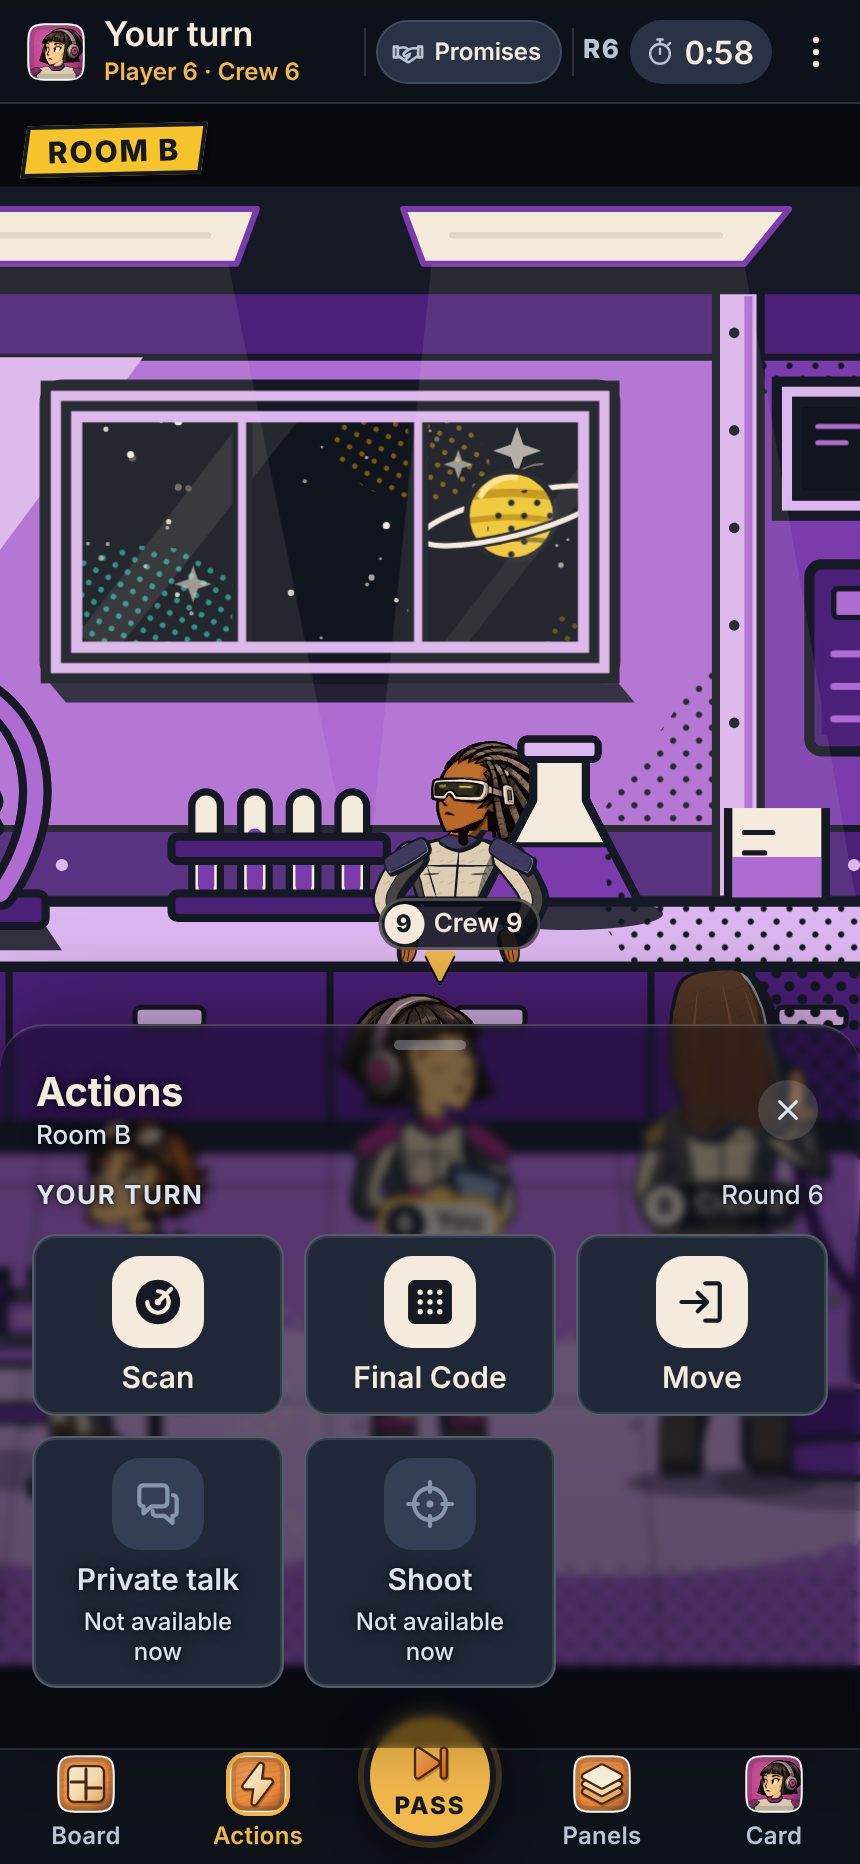 Your turn
Player 6 · Crew 6
Promises
R6
0:58
ROOM B
9 Crew 9
Actions
Room B
YOUR TURN
Round 6
Scan
Final Code
Move
Private talk
Not available
now
Shoot
Not available
now
PASS
Board
Actions
Panels
Card